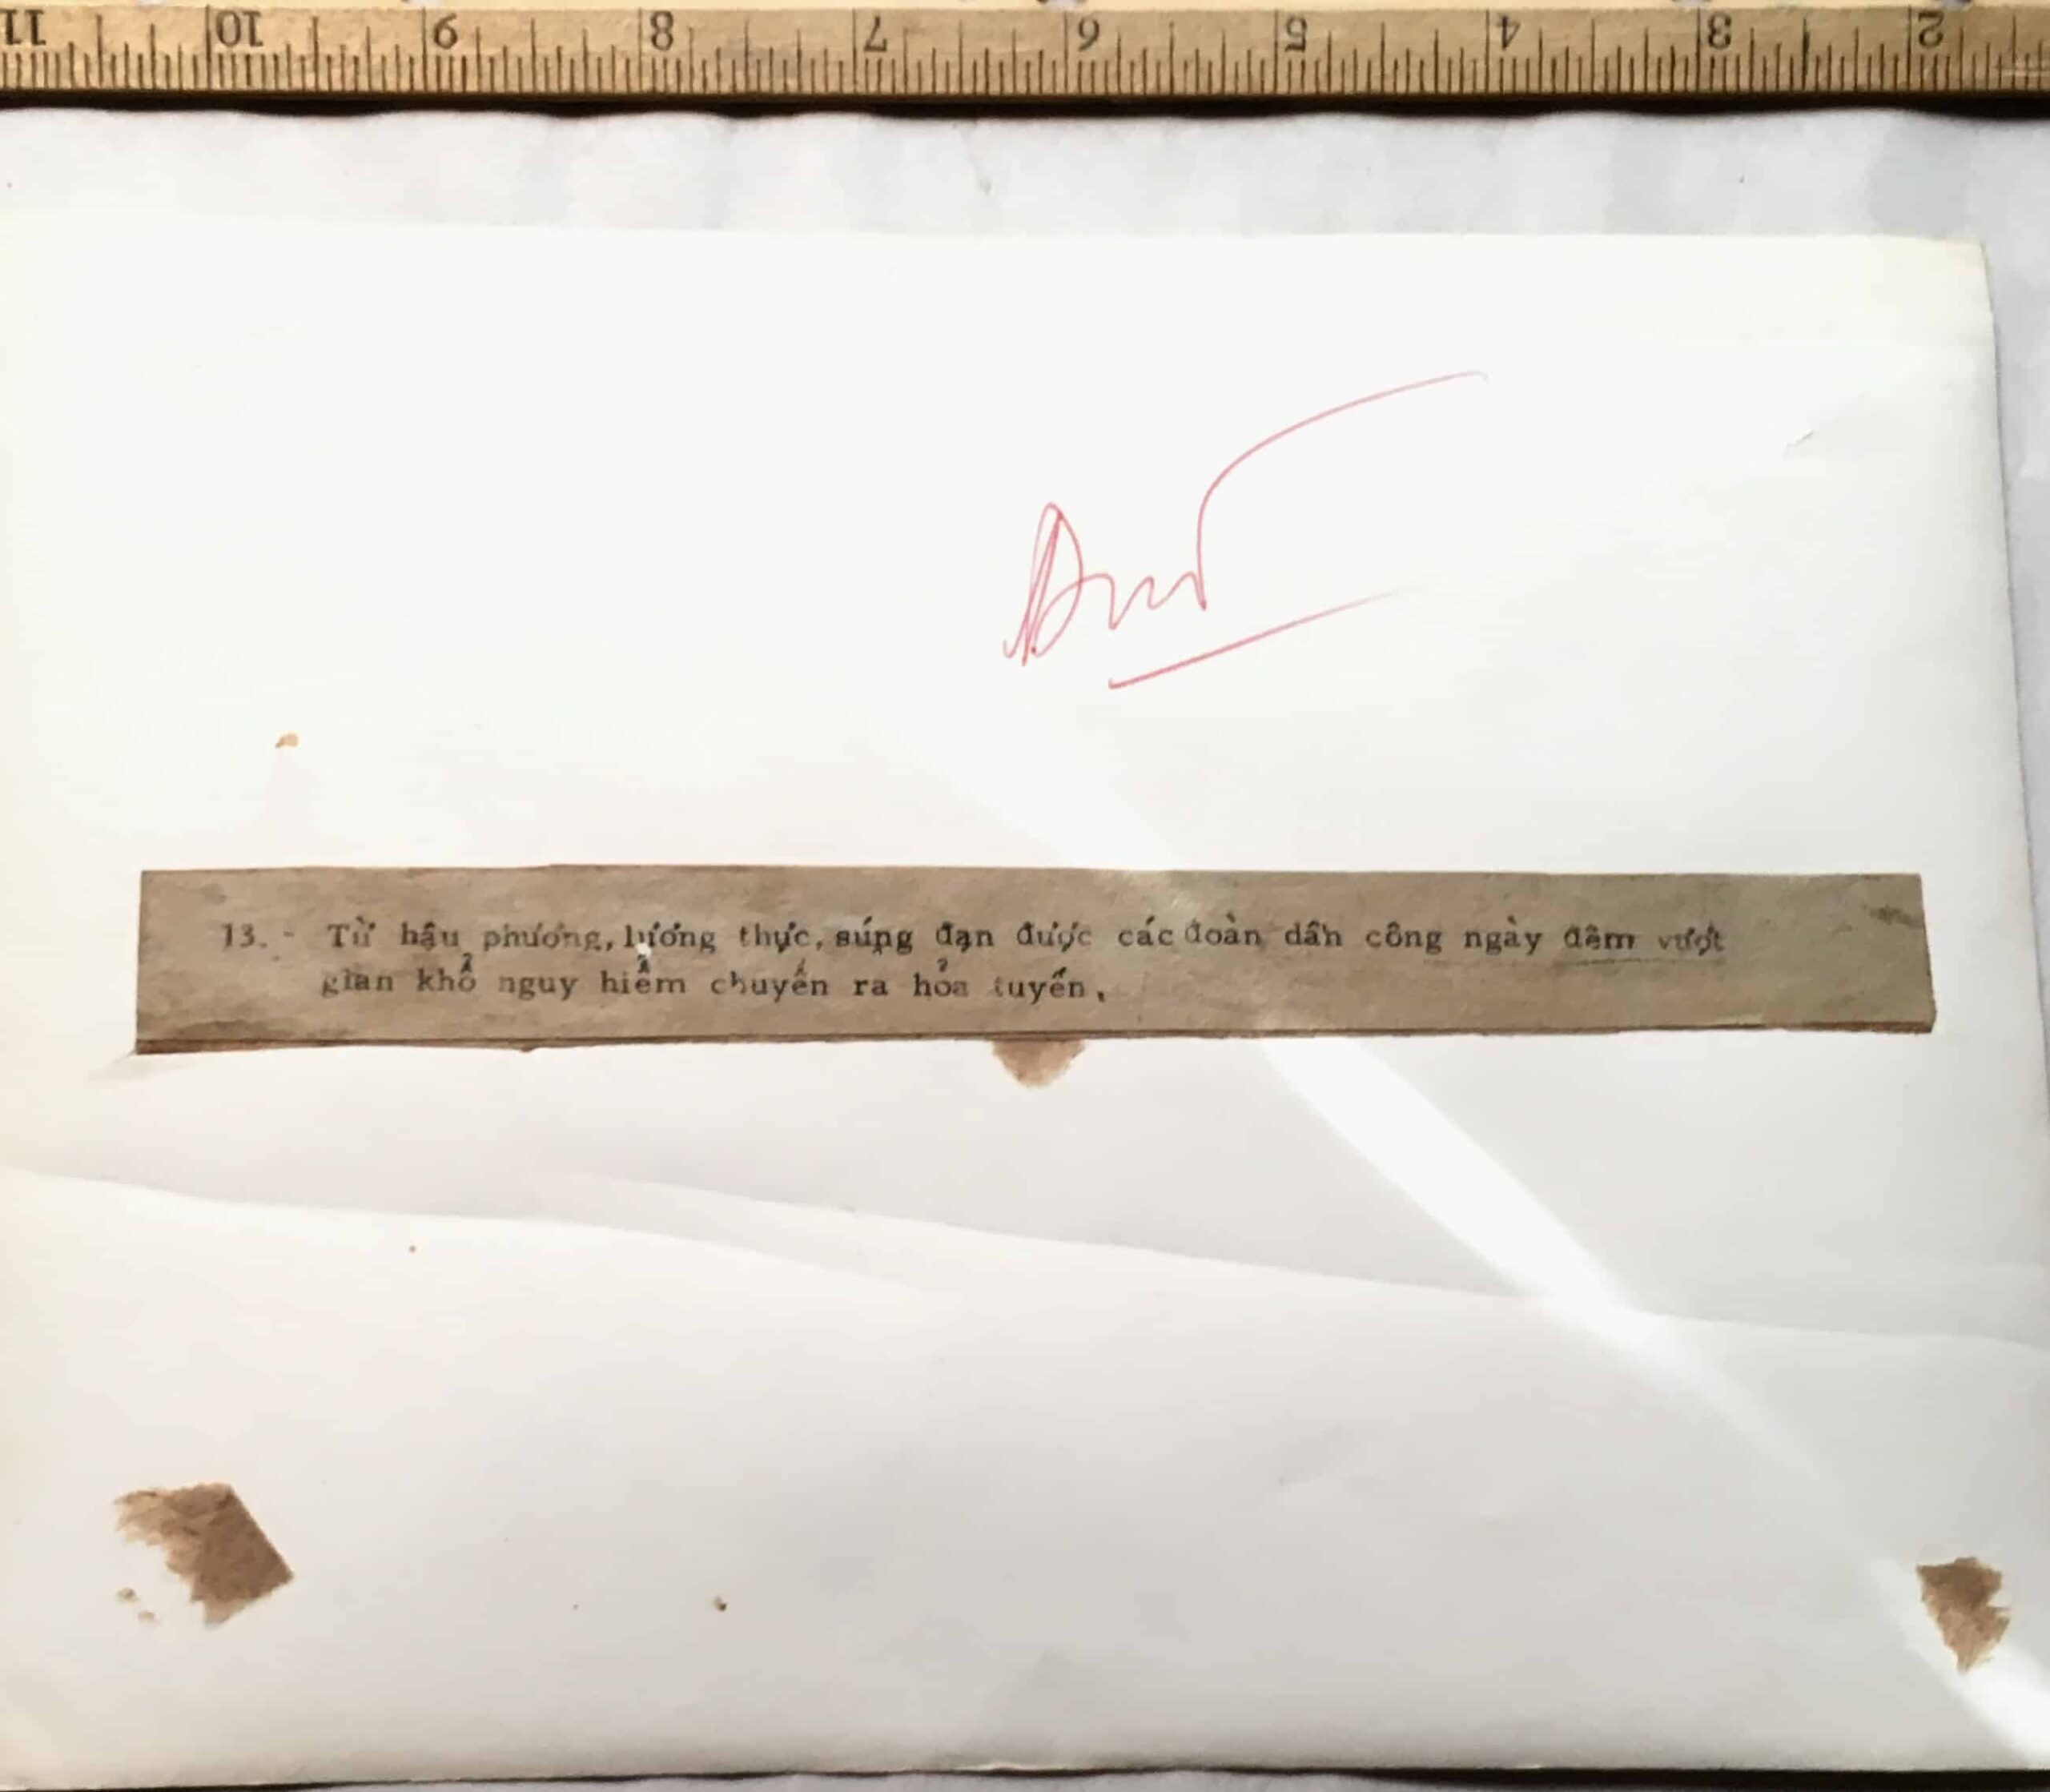 11 10 9 8 7 6 5 4 3 2
13. - Từ hậu phương, lương thực, súng đạn được các đoàn dân công ngày đêm vượt
gian khổ nguy hiểm chuyển ra hỏa tuyến.